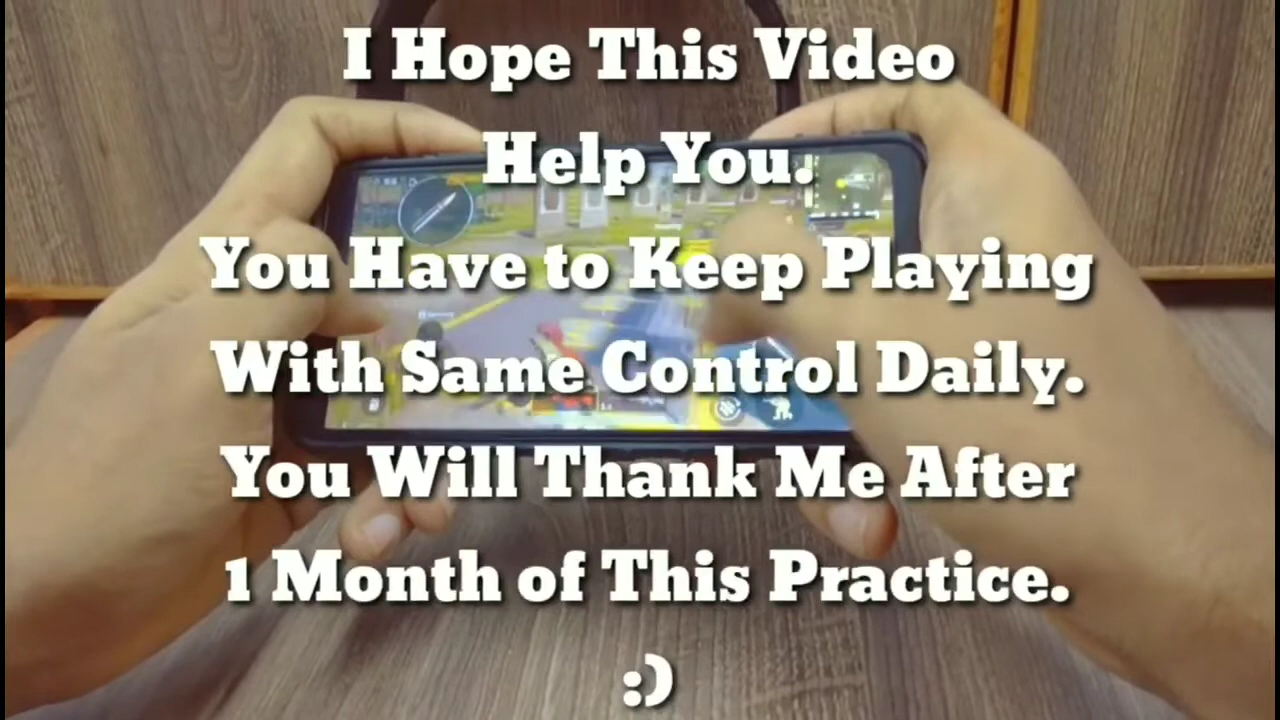 I Hope This Video
Help You.
You Have to Keep Playing
With Same Control Daily.
You Will Thank Me After
1 Month of This Practice.
:)